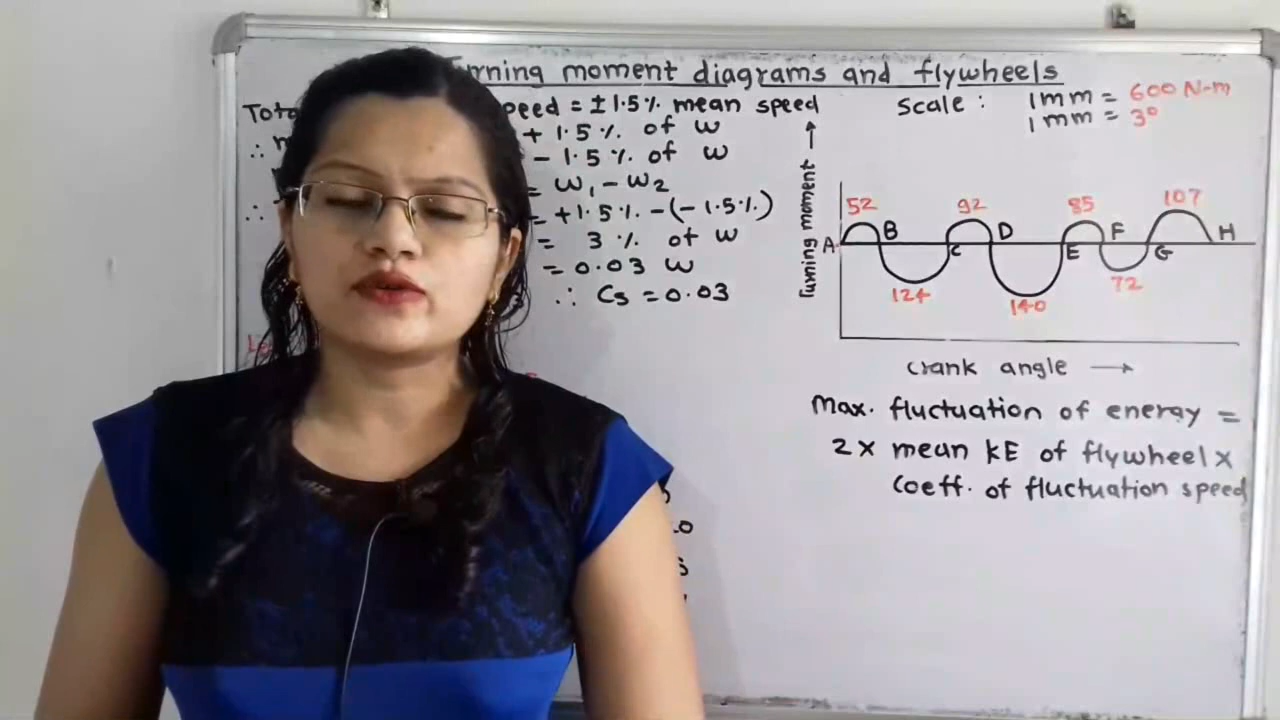 Turning moment diagrams and flywheels
speed = ± 1.5 % mean speed
+ 1.5 % of ω
- 1.5 % of ω
= ω1 - ω2
∴ = +1.5 % - (- 1.5 %)
= 3 % of ω
= 0.03 ω
∴ Cs = 0.03
Scale : 1mm = 600 N-m
1mm = 3°
Turning moment →
52 92 85 107
A B C D E F G H
124 140 72
Crank angle →
Max. fluctuation of energy =
2 x mean KE of flywheel x
Coeff. of fluctuation speed